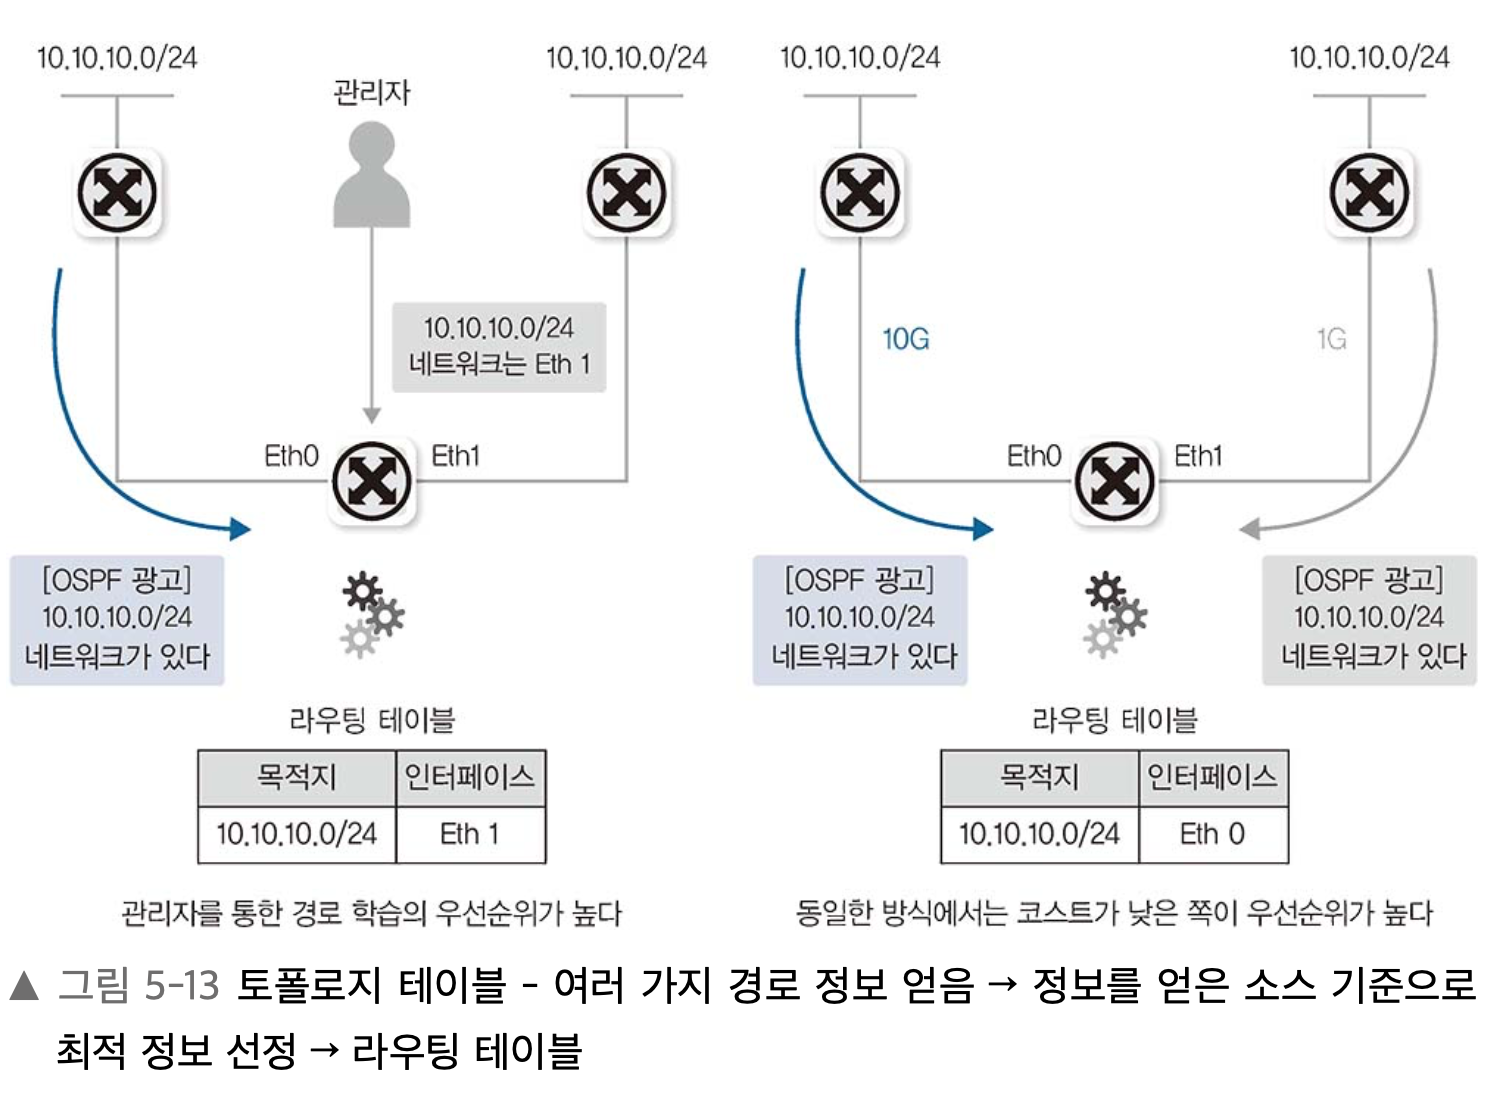 10.10.10.0/24
관리자
10.10.10.0/24
10.10.10.0/24
네트워크는 Eth 1
Eth0
Eth1
[OSPF 광고]
10.10.10.0/24
네트워크가 있다
라우팅 테이블
목적지 인터페이스
10.10.10.0/24 Eth 1
관리자를 통한 경로 학습의 우선순위가 높다
10.10.10.0/24
10.10.10.0/24
10G
1G
Eth0
Eth1
[OSPF 광고]
10.10.10.0/24
네트워크가 있다
[OSPF 광고]
10.10.10.0/24
네트워크가 있다
라우팅 테이블
목적지 인터페이스
10.10.10.0/24 Eth 0
동일한 방식에서는 코스트가 낮은 쪽이 우선순위가 높다
▲ 그림 5-13 토폴로지 테이블 - 여러 가지 경로 정보 얻음 → 정보를 얻은 소스 기준으로
최적 정보 선정 → 라우팅 테이블